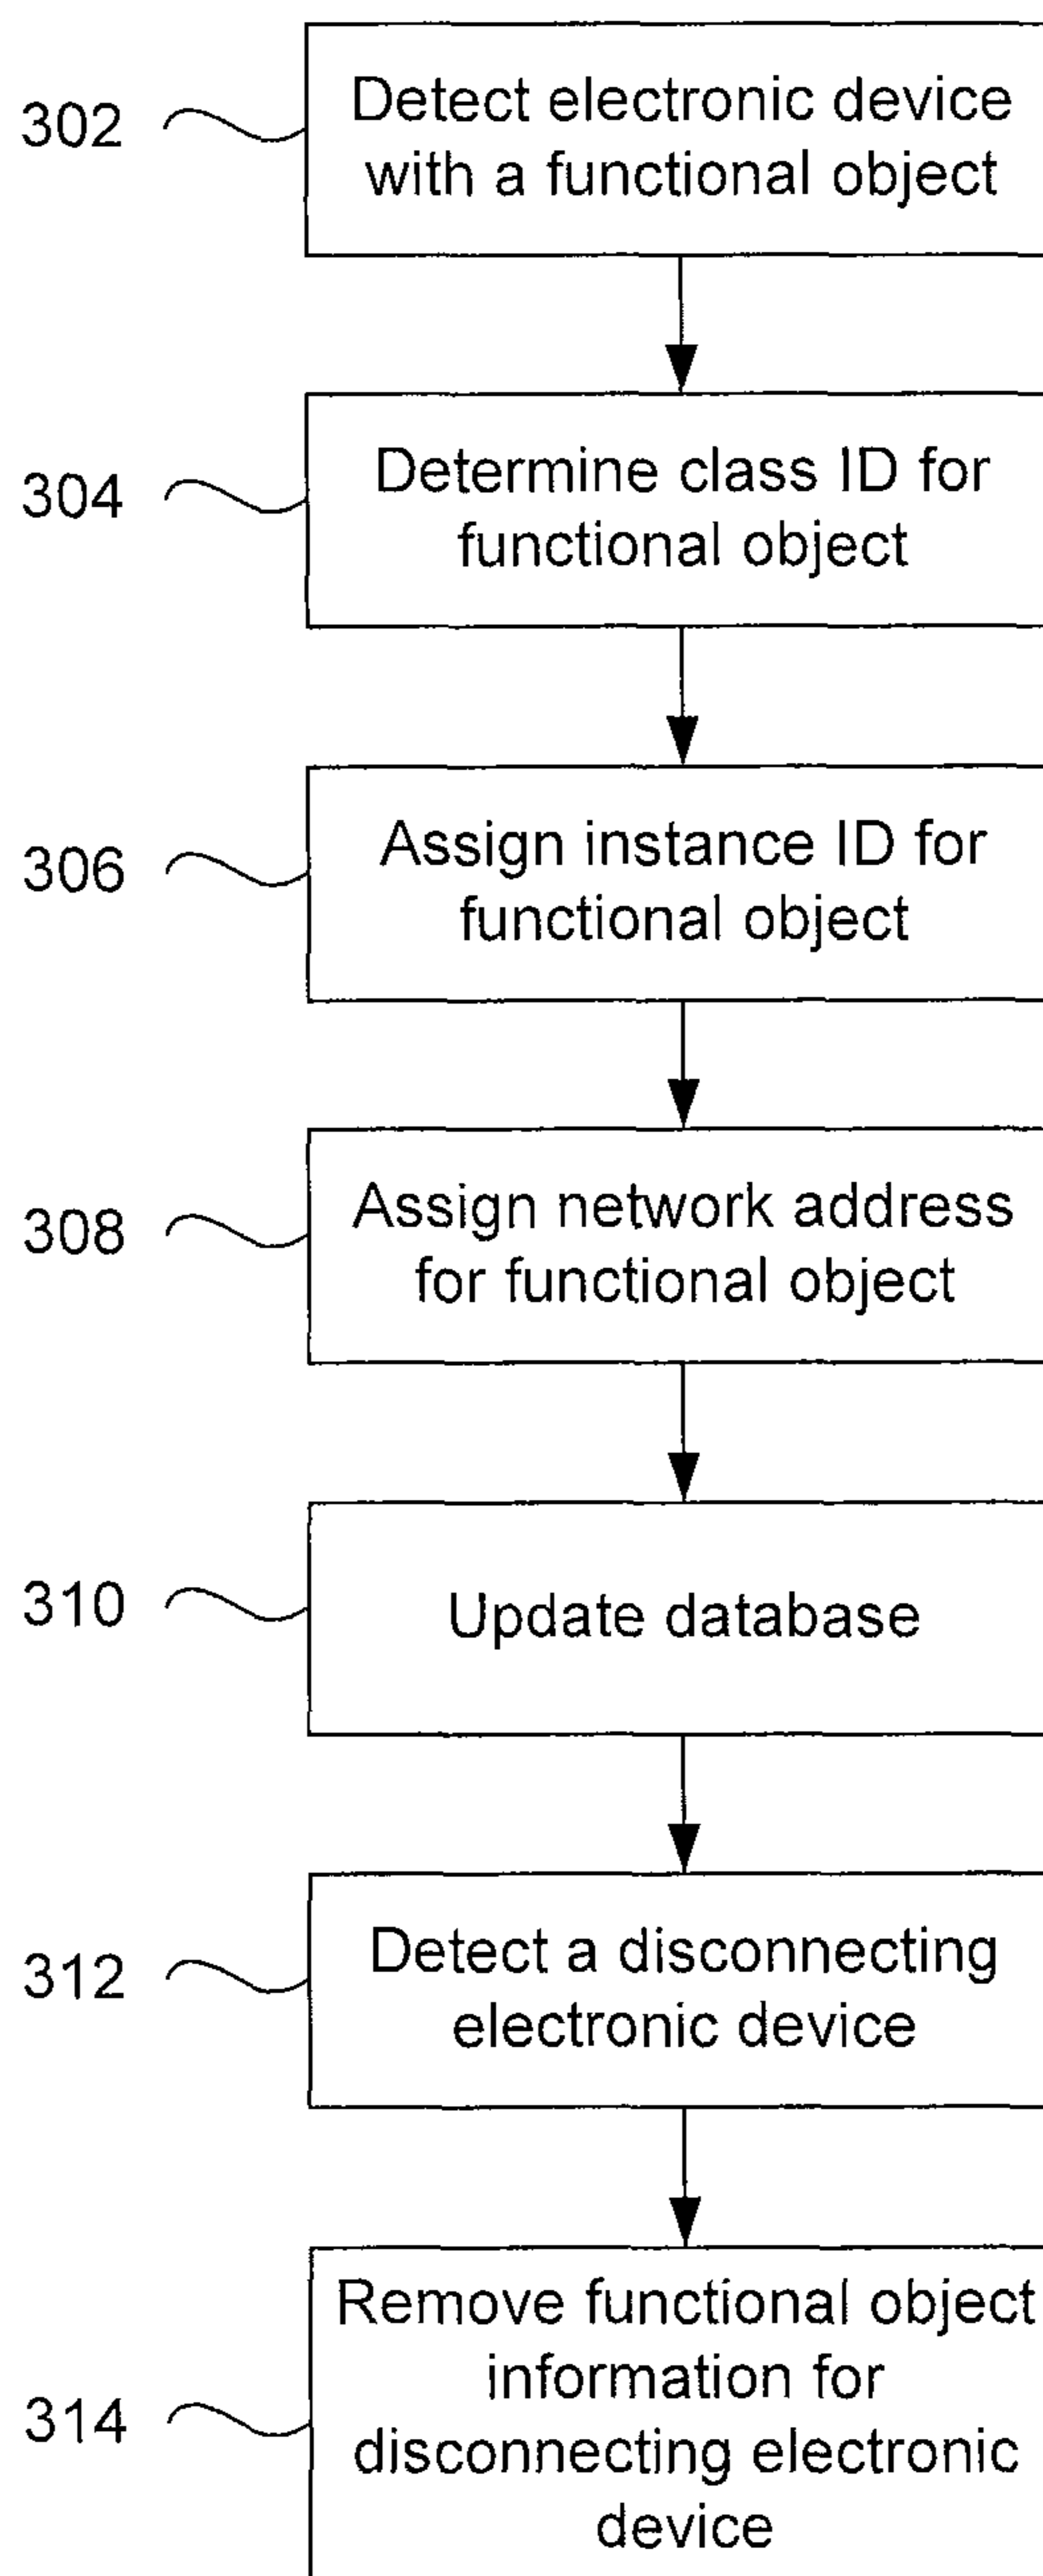 302
Detect electronic device
with a functional object
304
Determine class ID for
functional object
306
Assign instance ID for
functional object
308
Assign network address
for functional object
310
Update database
312
Detect a disconnecting
electronic device
314
Remove functional object
information for
disconnecting electronic
device